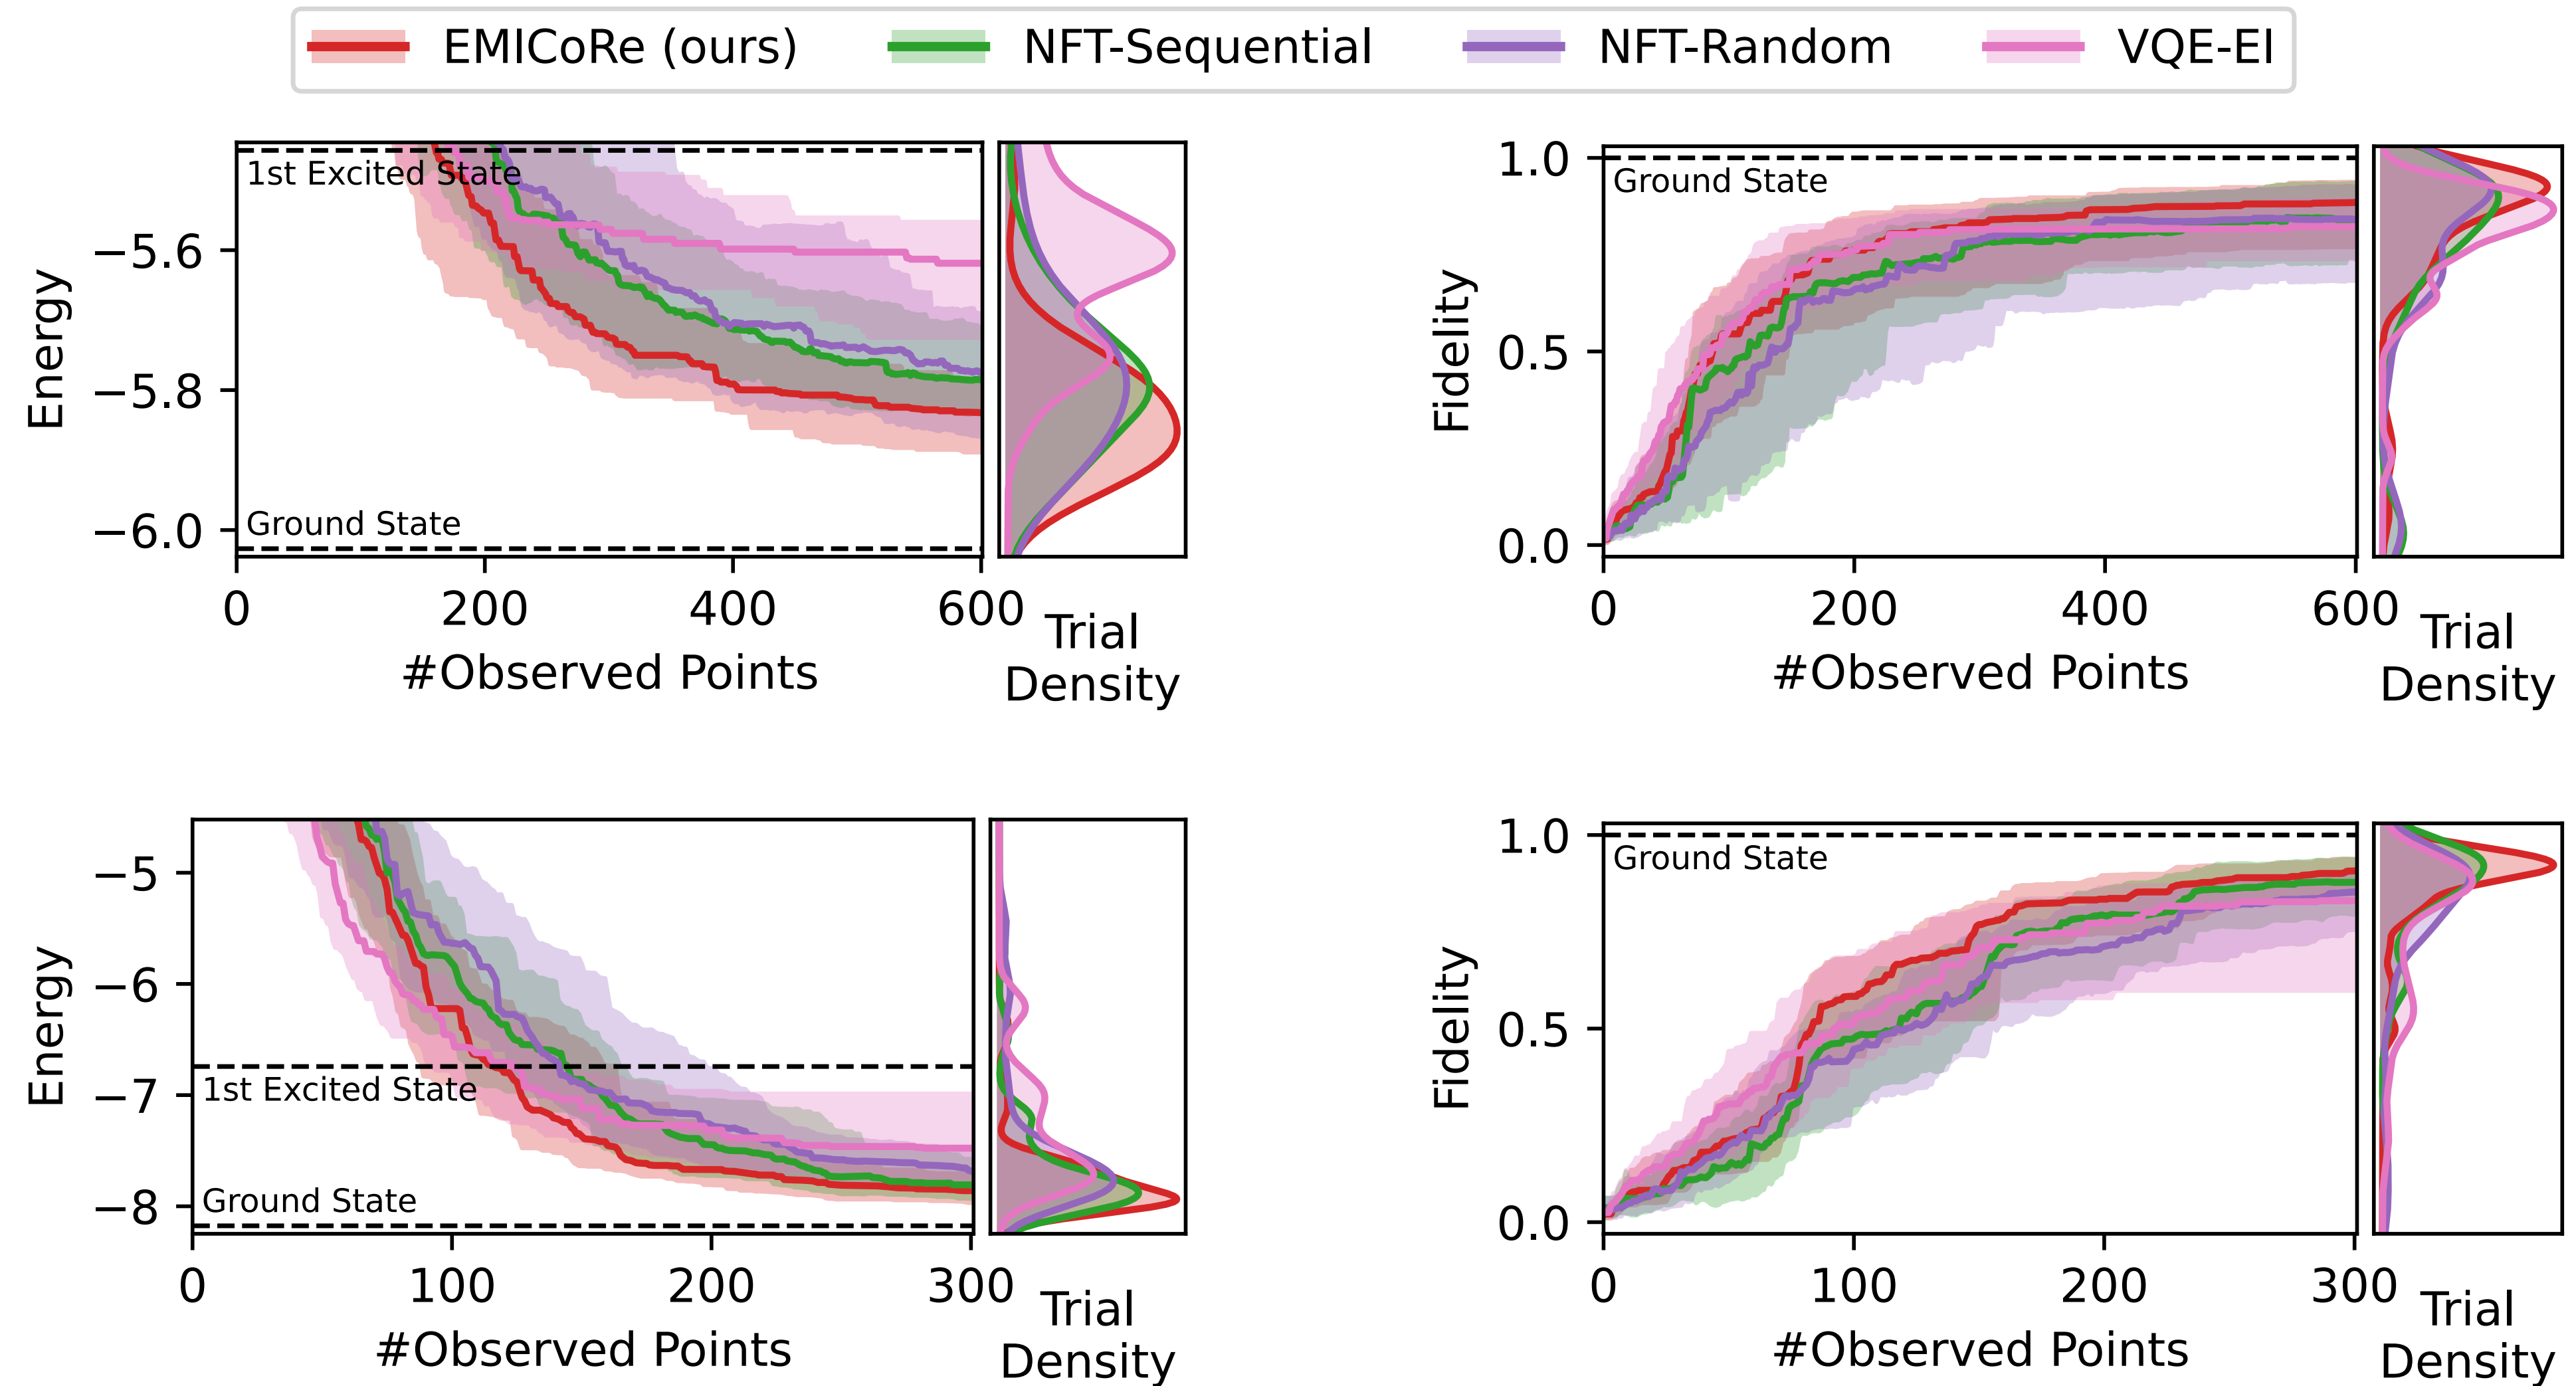 EMICoRe (ours) NFT-Sequential NFT-Random VQE-EI
Energy
−5.6
−5.8
−6.0
1st Excited State
Ground State
0 200 400 600
#Observed Points
Trial
Density
Fidelity
1.0
0.5
0.0
Ground State
0 200 400 600
#Observed Points
Trial
Density
Energy
−5
−6
−7
−8
1st Excited State
Ground State
0 100 200 300
#Observed Points
Trial
Density
Fidelity
1.0
0.5
0.0
Ground State
0 100 200 300
#Observed Points
Trial
Density